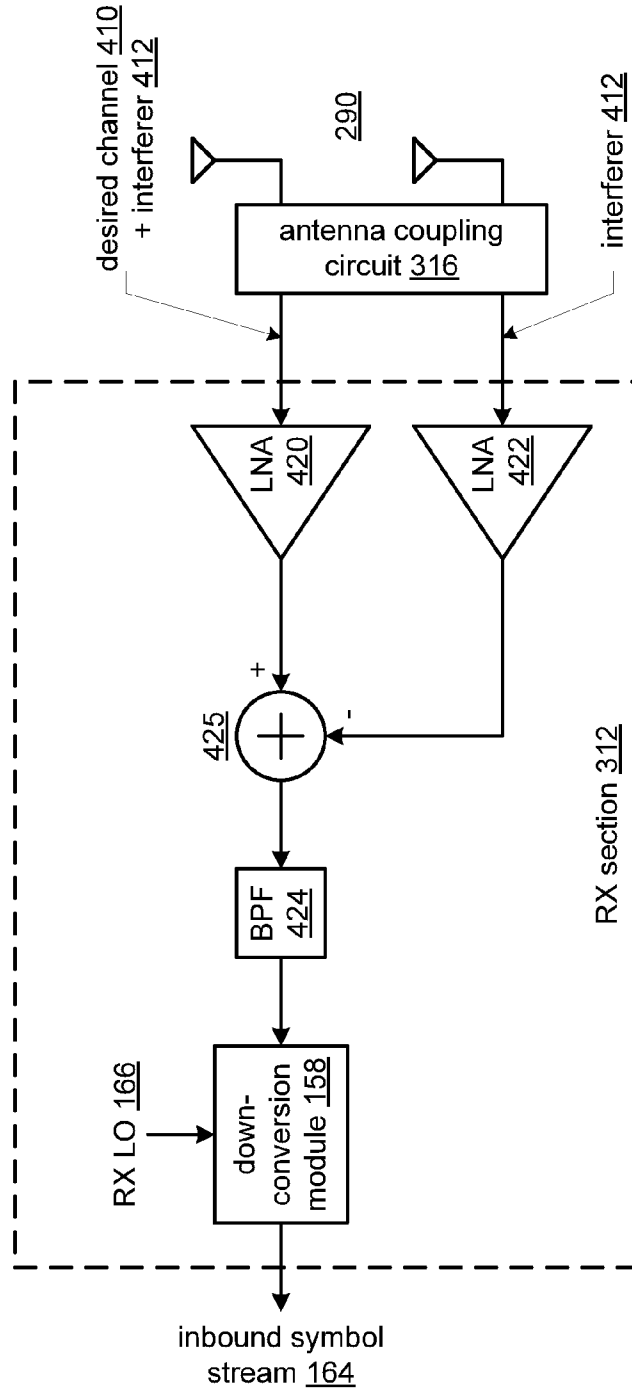 desired channel 410
+ interferer 412
290
antenna coupling
circuit 316
interferer 412
LNA
420
LNA
422
+
-
425
BPF
424
RX LO 166
down-
conversion
module 158
RX section 312
inbound symbol
stream 164